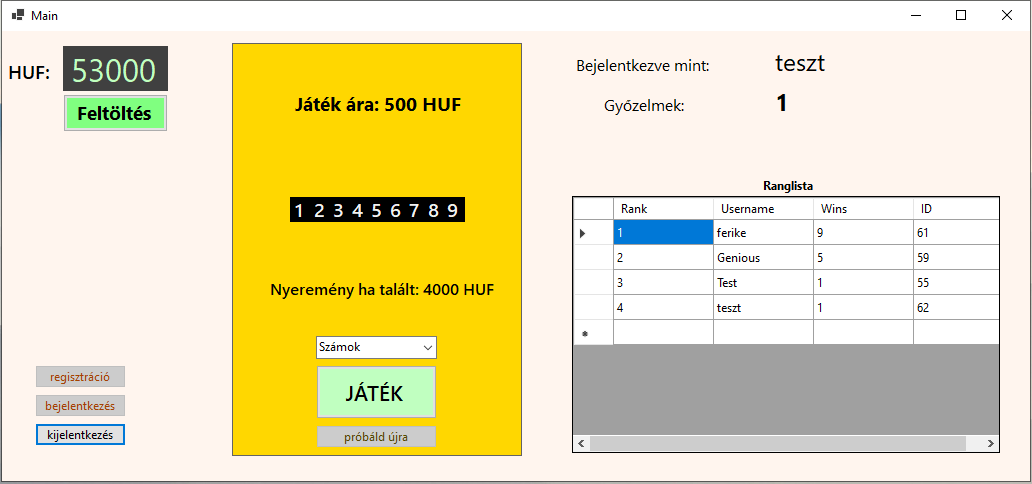 Main
HUF: 53000
Feltöltés
Játék ára: 500 HUF
1 2 3 4 5 6 7 8 9
Nyeremény ha talált: 4000 HUF
Számok
JÁTÉK
próbáld újra
regisztráció
bejelentkezés
kijelentkezés
Bejelentkezve mint: teszt
Győzelmek: 1
Ranglista
Rank Username Wins ID
1 ferike 9 61
2 Genious 5 59
3 Test 1 55
4 teszt 1 62